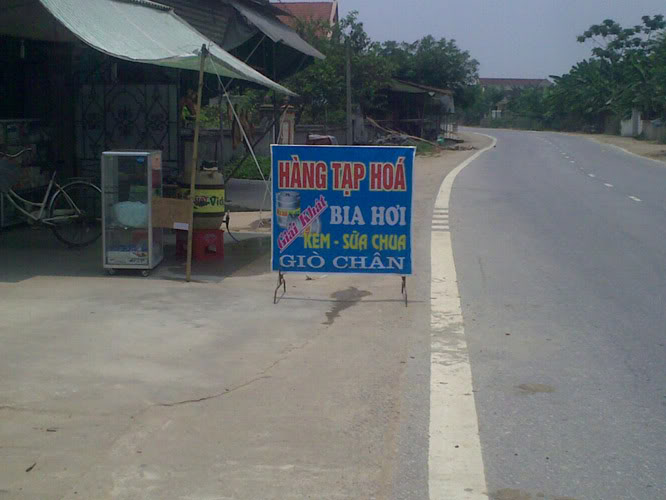 HÀNG TẠP HOÁ
Giải Khát
BIA HƠI
KEM - SỮA CHUA
GIÒ CHÂN